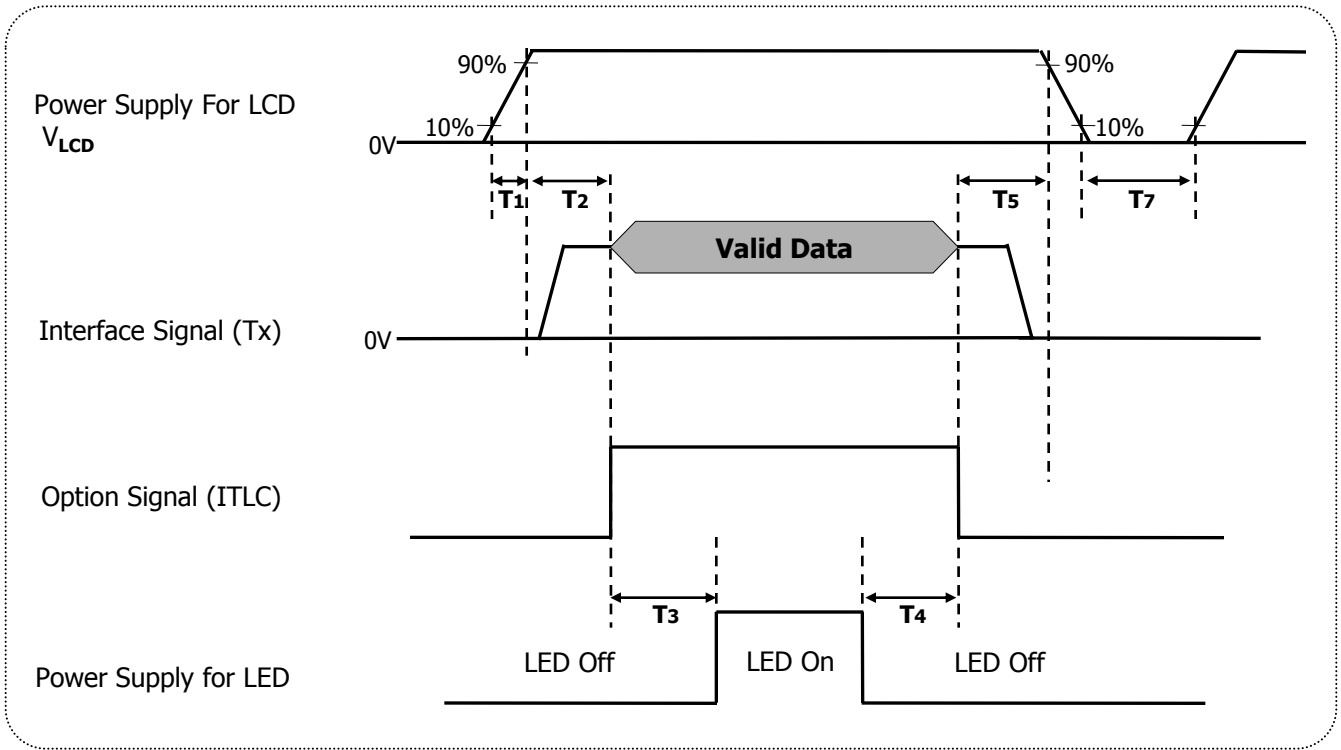 90%
90%
Power Supply For LCD
VLCD
10%
10%
0V
T1
T2
T5
T7
Valid Data
Interface Signal (Tx)
0V
Option Signal (ITLC)
T3
T4
LED Off
LED On
LED Off
Power Supply for LED